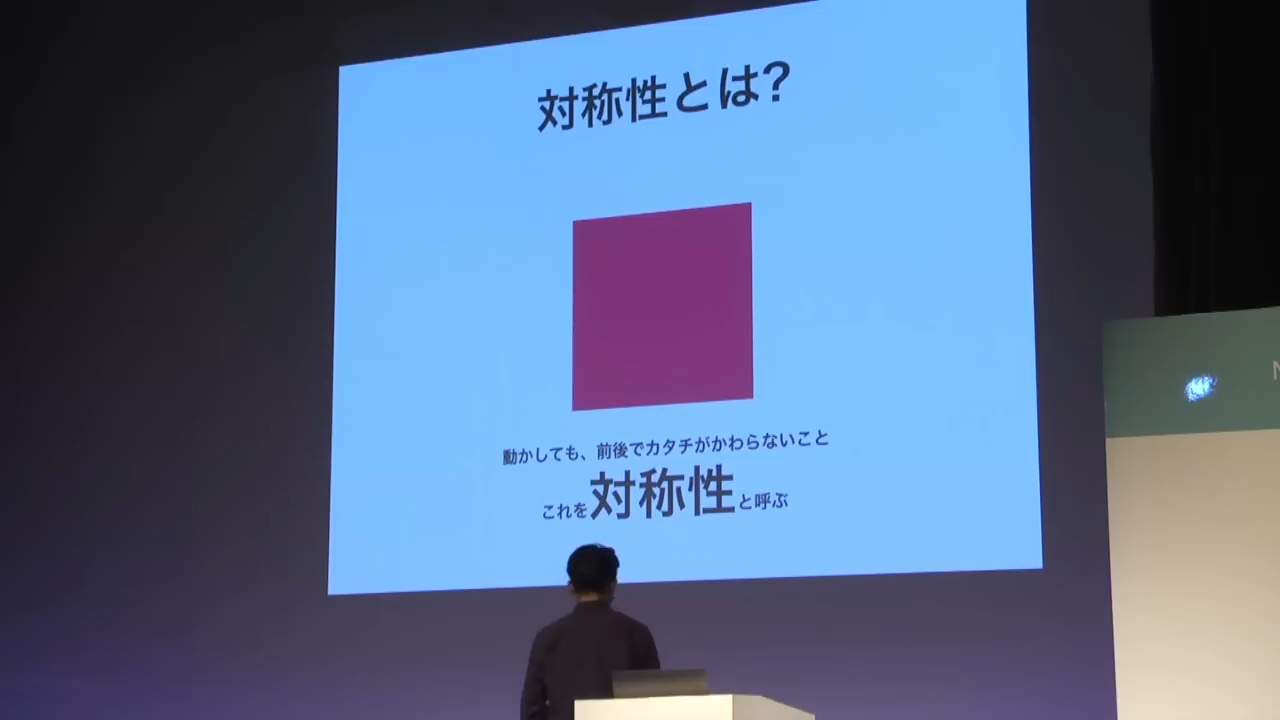 対称性とは?
動かしても、前後でカタチがかわらないこと
これを対称性と呼ぶ